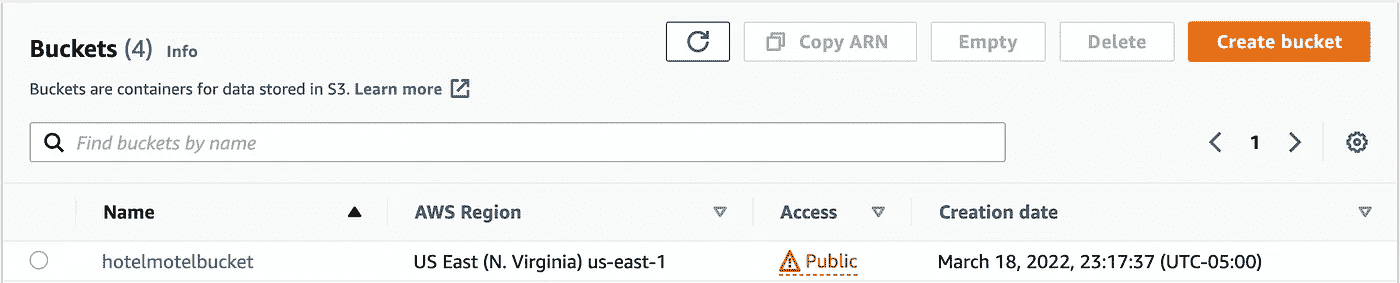 Buckets (4) Info
Copy ARN
Empty
Delete
Create bucket
Buckets are containers for data stored in S3. Learn more
Find buckets by name
1
Name AWS Region Access Creation date
hotelmotelbucket US East (N. Virginia) us-east-1 Public March 18, 2022, 23:17:37 (UTC-05:00)